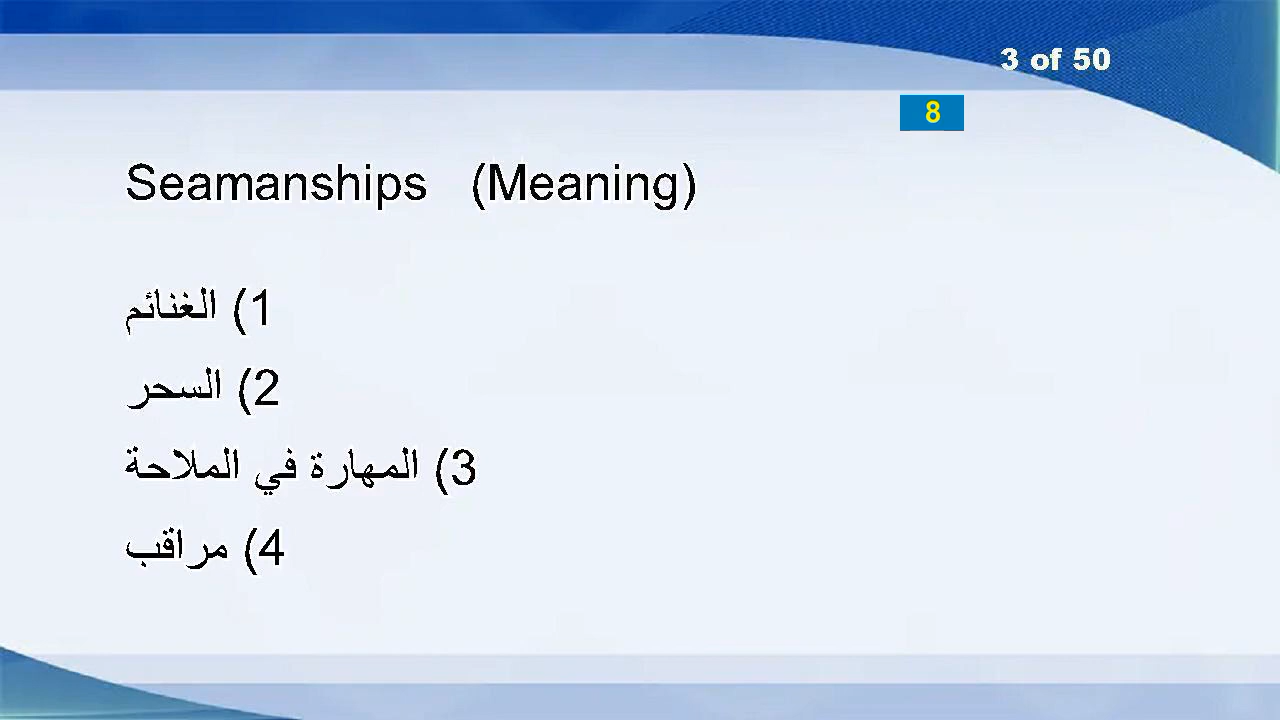 3 of 50
8
Seamanships (Meaning)
1) الغنائم
2) السحر
3) المهارة في الملاحة
4) مراقب